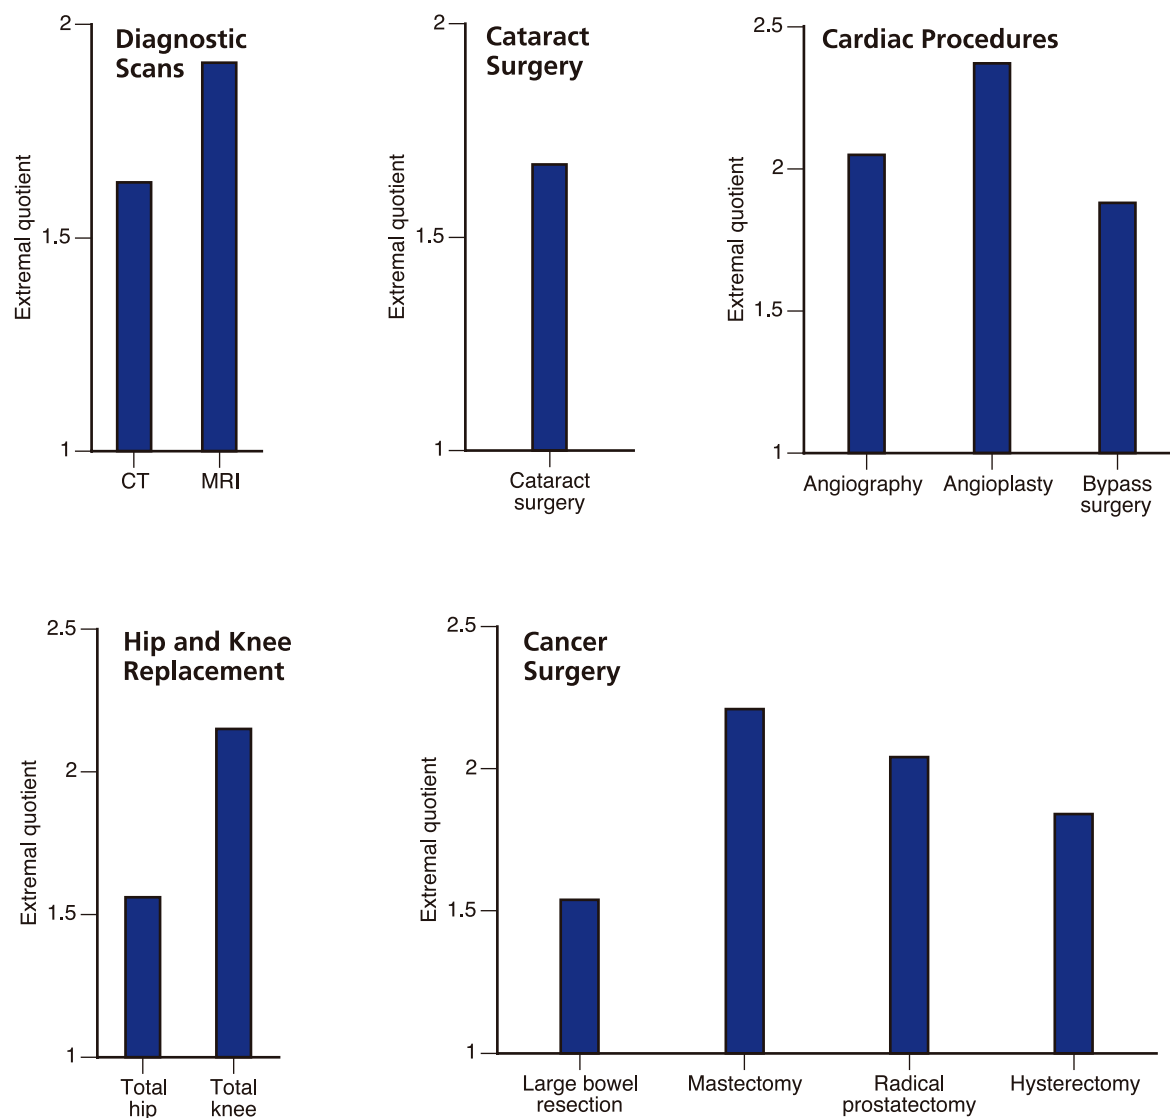 Diagnostic
Scans
Extremal quotient
2
1.5
1
CT
MRI
Cataract
Surgery
Extremal quotient
2
1.5
1
Cataract
surgery
Cardiac Procedures
Extremal quotient
2.5
2
1.5
1
Angiography
Angioplasty
Bypass
surgery
Hip and Knee
Replacement
Extremal quotient
2.5
2
1.5
1
Total
hip
Total
knee
Cancer
Surgery
Extremal quotient
2.5
2
1.5
1
Large bowel
resection
Mastectomy
Radical
prostatectomy
Hysterectomy